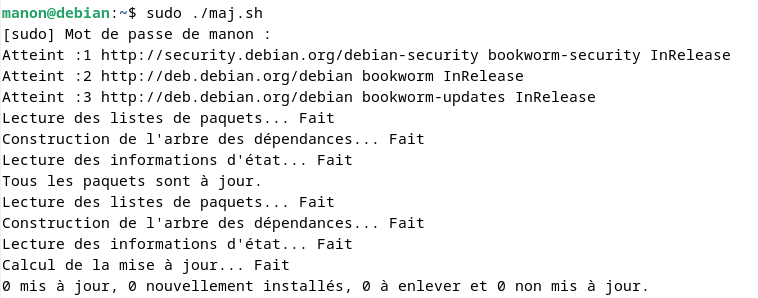 manon@debian:~$ sudo ./maj.sh
[sudo] Mot de passe de manon :
Atteint :1 http://security.debian.org/debian-security bookworm-security InRelease
Atteint :2 http://deb.debian.org/debian bookworm InRelease
Atteint :3 http://deb.debian.org/debian bookworm-updates InRelease
Lecture des listes de paquets... Fait
Construction de l'arbre des dépendances... Fait
Lecture des informations d'état... Fait
Tous les paquets sont à jour.
Lecture des listes de paquets... Fait
Construction de l'arbre des dépendances... Fait
Lecture des informations d'état... Fait
Calcul de la mise à jour... Fait
0 mis à jour, 0 nouvellement installés, 0 à enlever et 0 non mis à jour.